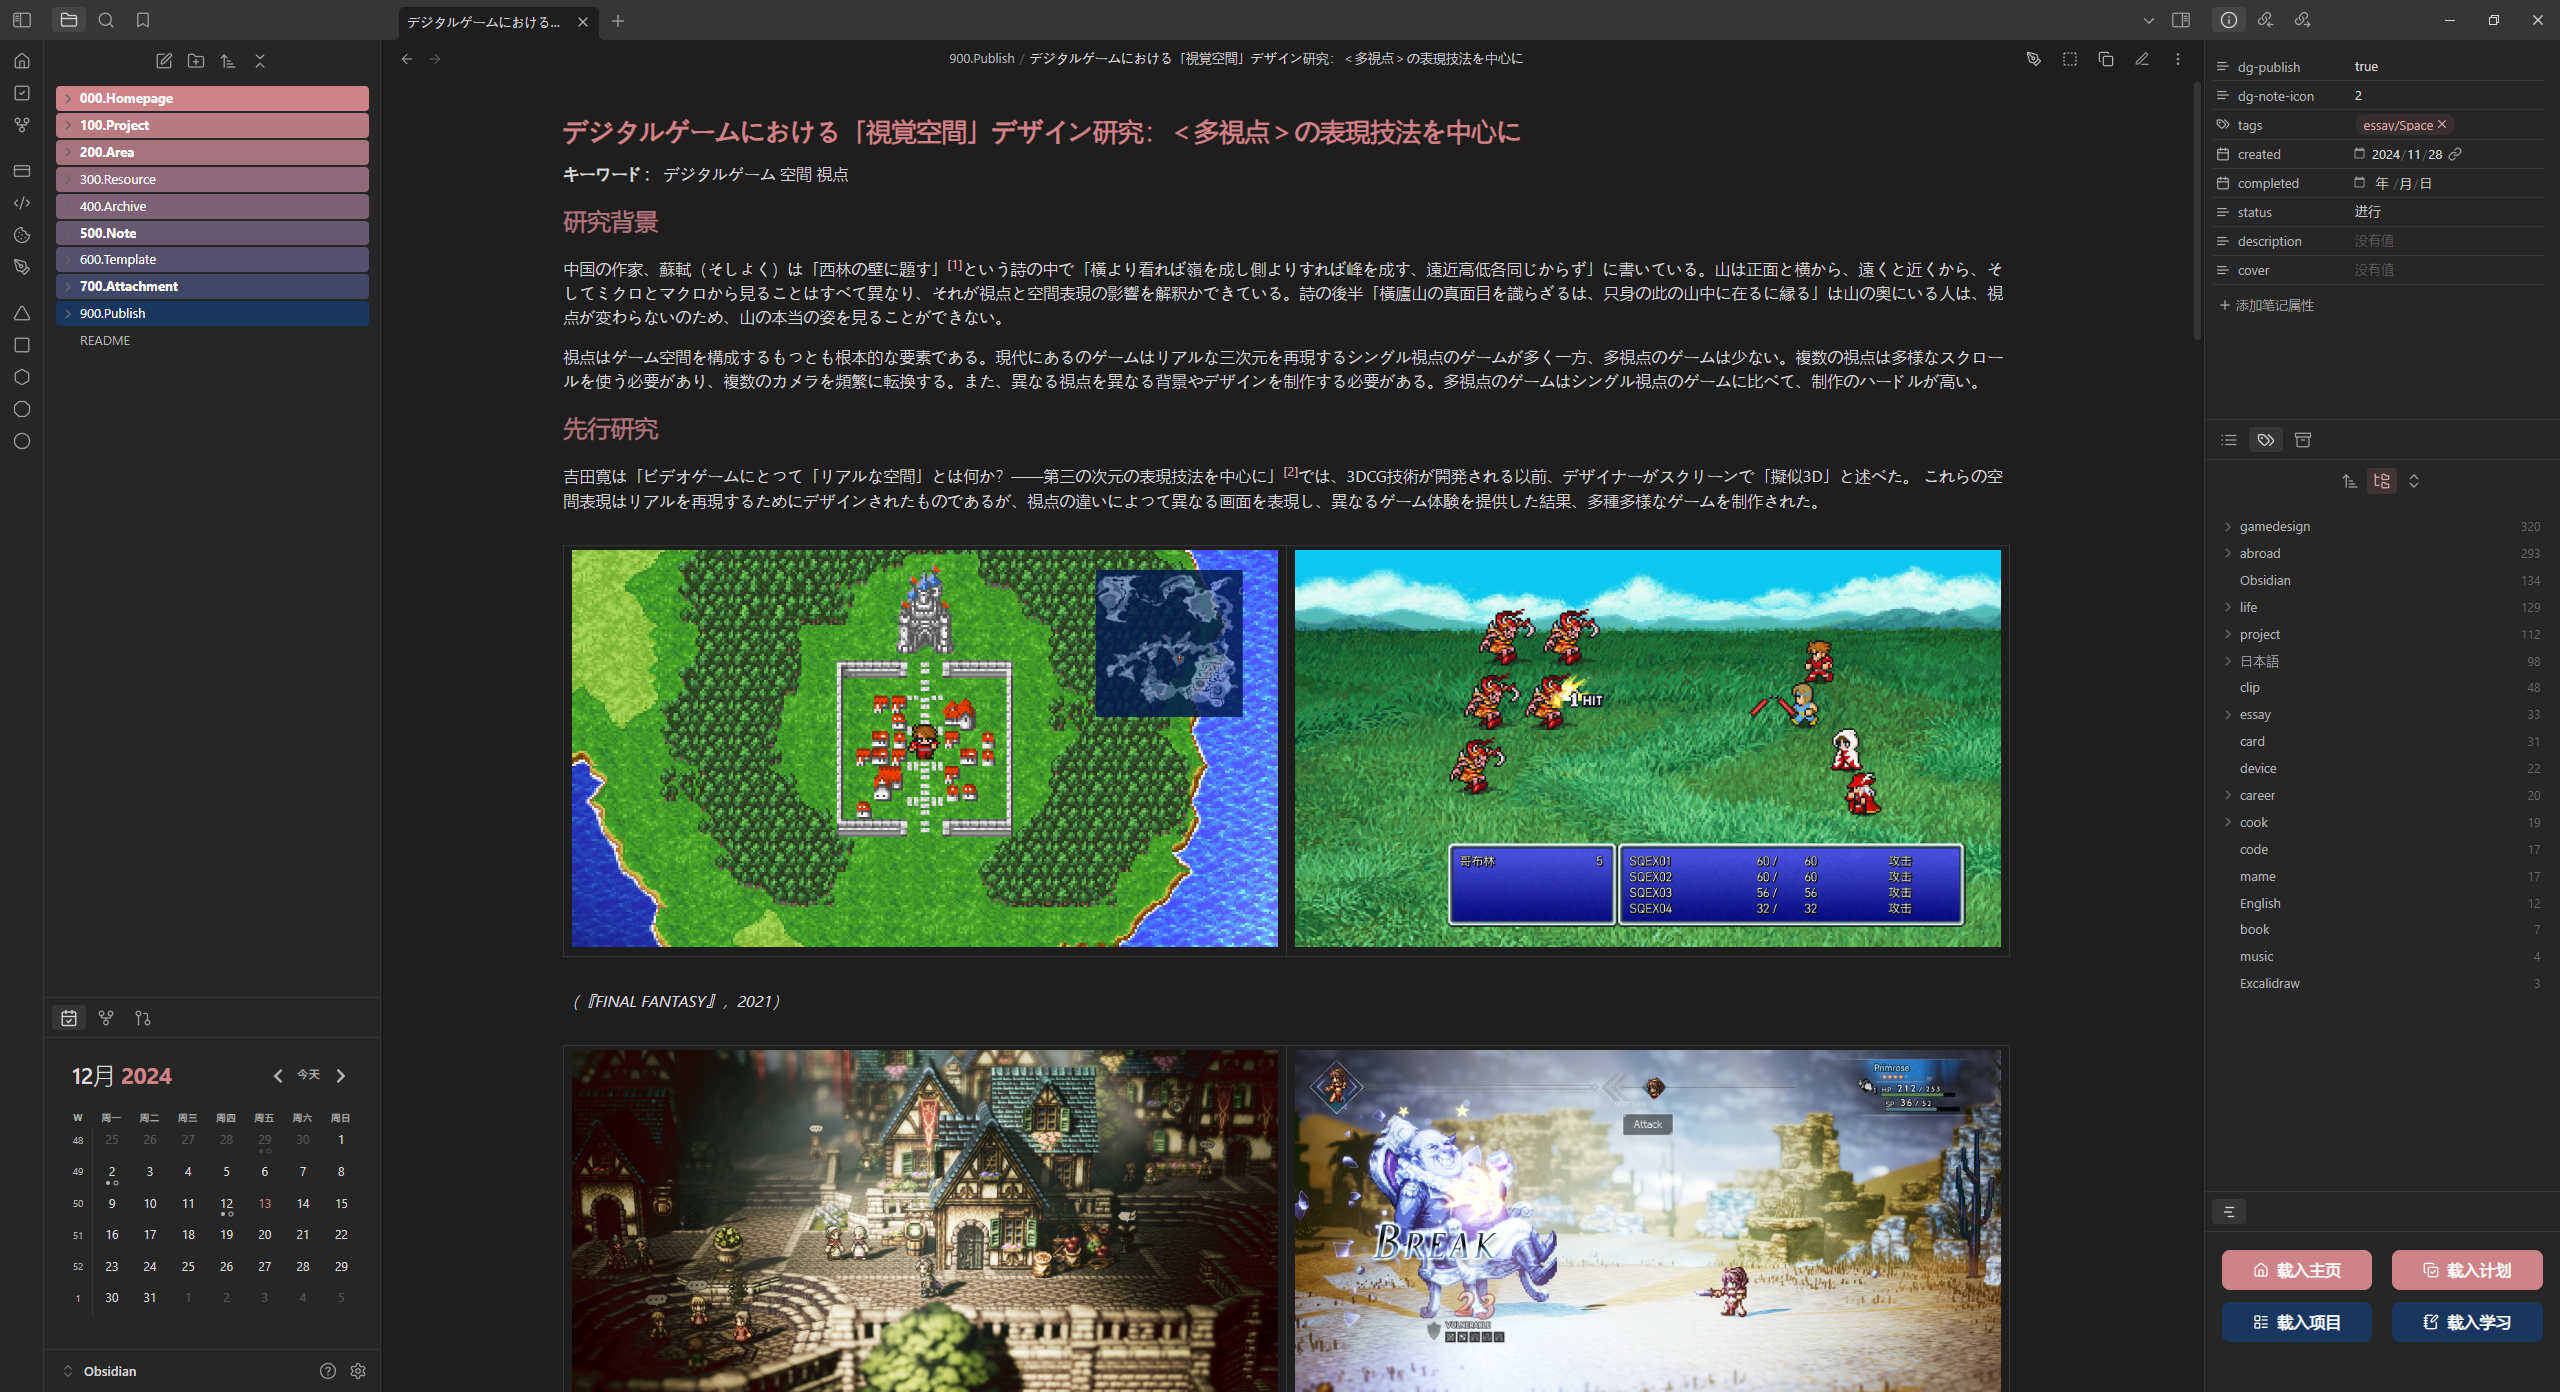 デジタルゲームにおける...
000.Homepage
100.Project
200.Area
300.Resource
400.Archive
500.Note
600.Template
700.Attachment
900.Publish
README
12月 2024
今天
W 周一 周二 周三 周四 周五 周六 周日
48 25 26 27 28 29 30 1
49 2 3 4 5 6 7 8
50 9 10 11 12 13 14 15
51 16 17 18 19 20 21 22
52 23 24 25 26 27 28 29
1 30 31 1 2 3 4 5
Obsidian
900.Publish / デジタルゲームにおける「視覚空間」デザイン研究：＜多視点＞の表現技法を中心に
デジタルゲームにおける「視覚空間」デザイン研究：＜多視点＞の表現技法を中心に
キーワード： デジタルゲーム 空間 視点
研究背景
中国の作家、蘇軾（そしょく）は「西林の壁に題す」[1]という詩の中で「横より看れば嶺を成し側よりすれば峰を成す、遠近高低各同じからず」に書いている。山は正面と横から、遠くと近くから、そ
してミクロとマクロから見ることはすべて異なり、それが視点と空間表現の影響を解釈かできている。詩の後半「横廬山の真面目を識らざるは、只身の此の山中に在るに縁る」は山の奥にいる人は、視
点が変わらないのため、山の本当の姿を見ることができない。
視点はゲーム空間を構成するもっとも根本的な要素である。現代にあるのゲームはリアルな三次元を再現するシングル視点のゲームが多く一方、多視点のゲームは少ない。複数の視点は多様なスクロー
ルを使う必要があり、複数のカメラを頻繁に転換する。また、異なる視点を異なる背景やデザインを制作する必要がある。多視点のゲームはシングル視点のゲームに比べて、制作のハードルが高い。
先行研究
吉田寛は「ビデオゲームにとって「リアルな空間」とは何か？——第三の次元の表現技法を中心に」[2]では、3DCG技術が開発される以前、デザイナーがスクリーンで「擬似3D」と述べた。 これらの空
間表現はリアルを再現するためにデザインされたものであるが、視点の違いによって異なる画面を表現し、異なるゲーム体験を提供した結果、多種多様なゲームを制作された。
1 HIT
哥布林 5
SQEX01 60 / 60 攻击
SQEX02 60 / 60 攻击
SQEX03 56 / 56 攻击
SQEX04 32 / 32 攻击
（『FINAL FANTASY』，2021）
Primrose
HP 212 / 253
SP 36 / 52
Attack
BREAK
23
VULNERABLE
dg-publish true
dg-note-icon 2
tags essay/Space
created 2024/11/28
completed 年/月/日
status 进行
description 没有值
cover 没有值
添加笔记属性
gamedesign 320
abroad 293
Obsidian 134
life 129
project 112
日本語 98
clip 48
essay 33
card 31
device 22
career 20
cook 19
code 17
mame 17
English 12
book 7
music 4
Excalidraw 3
载入主页
载入计划
载入项目
载入学习